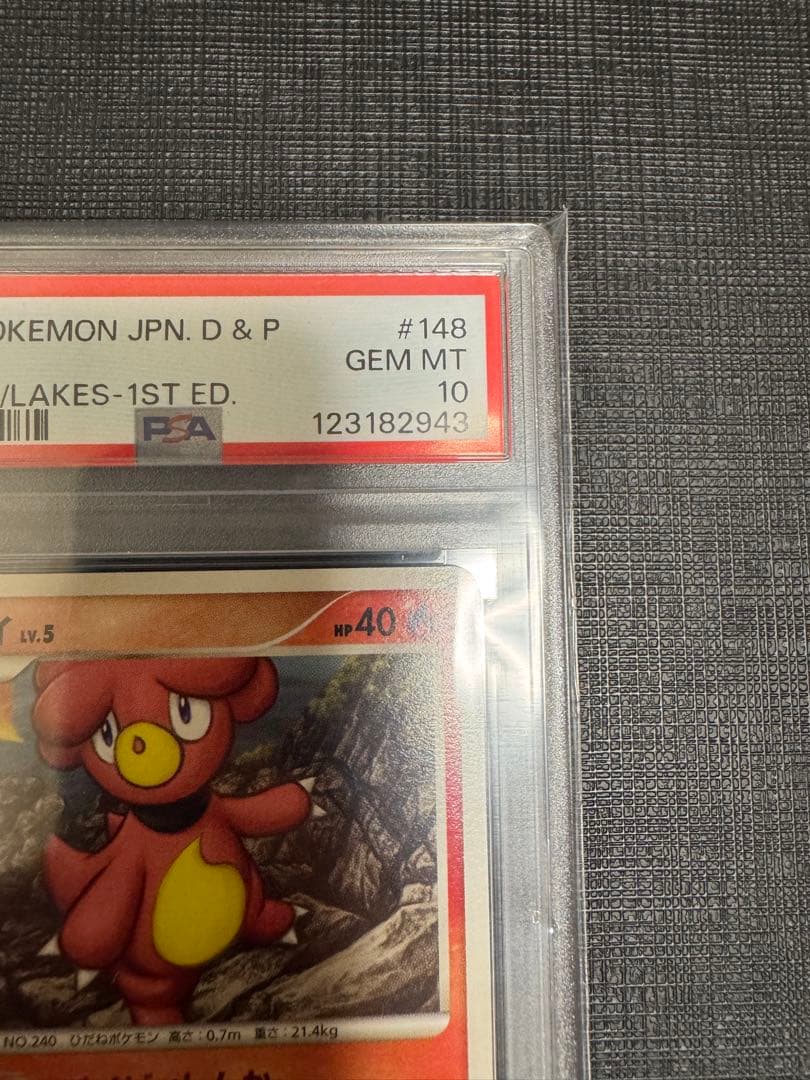 OKEMON JPN. D & P #148
GEM MT
/LAKES-1ST ED. 10
PSA 123182943
イ LV.5 HP40
NO.240 ひだねポケモン 高さ:0.7m 重さ:21.4kg